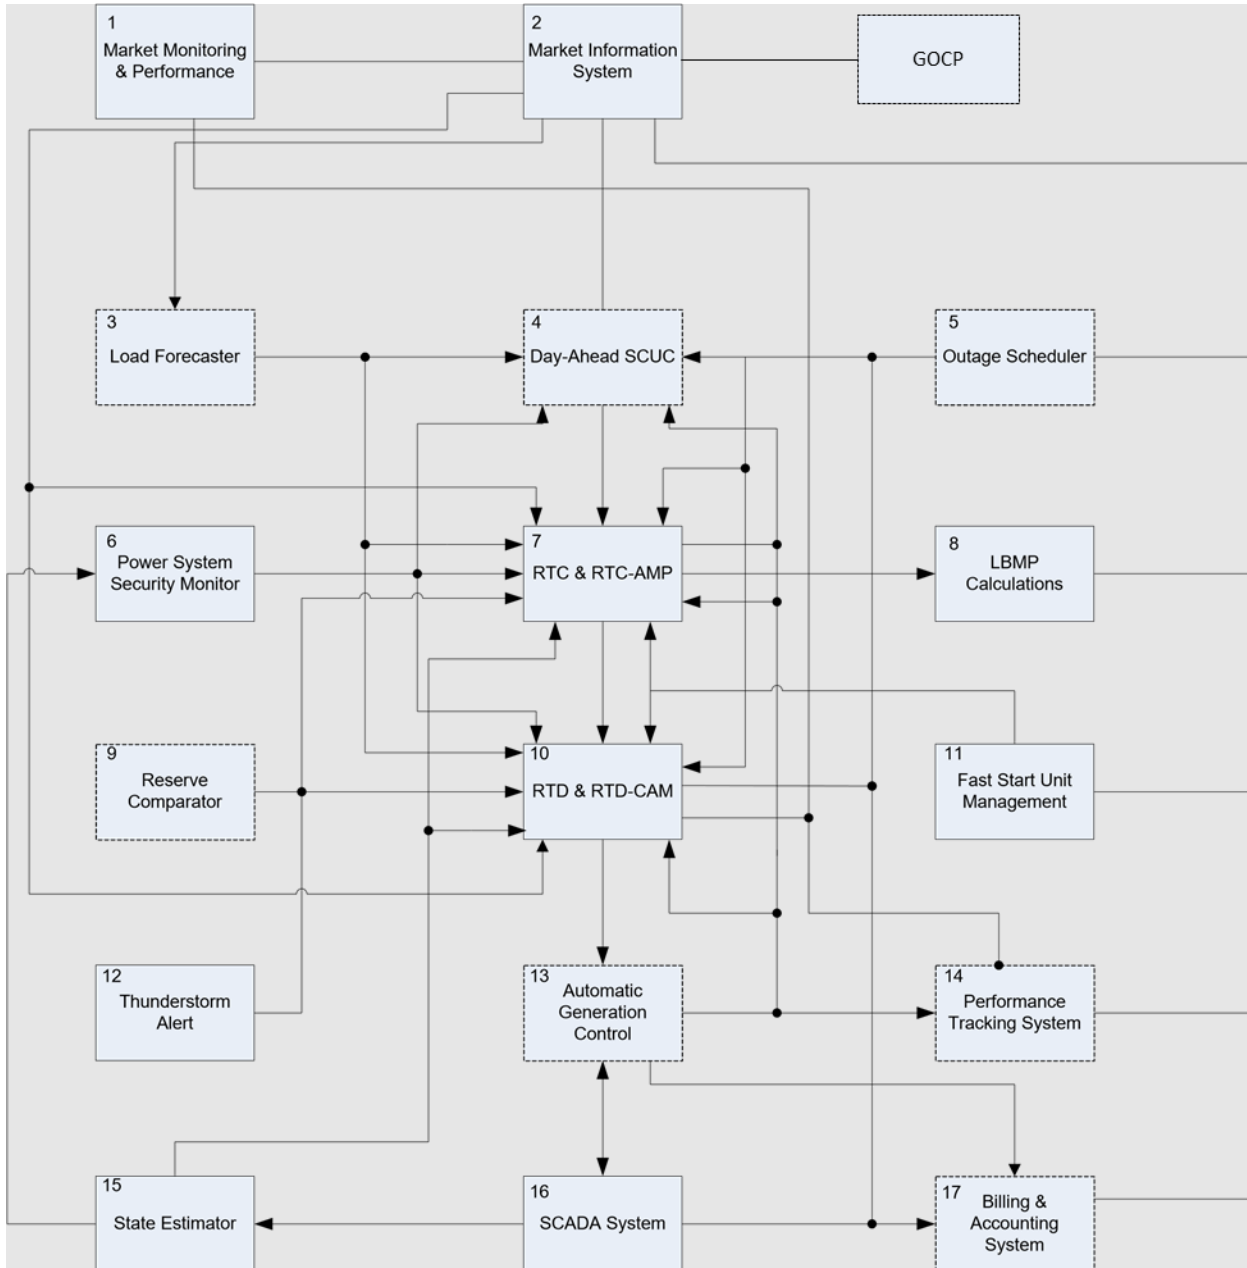 1
Market Monitoring
& Performance
2
Market Information
System
GOCP
3
Load Forecaster
4
Day-Ahead SCUC
5
Outage Scheduler
6
Power System
Security Monitor
7
RTC & RTC-AMP
8
LBMP
Calculations
9
Reserve
Comparator
10
RTD & RTD-CAM
11
Fast Start Unit
Management
12
Thunderstorm
Alert
13
Automatic
Generation
Control
14
Performance
Tracking System
15
State Estimator
16
SCADA System
17
Billing &
Accounting
System